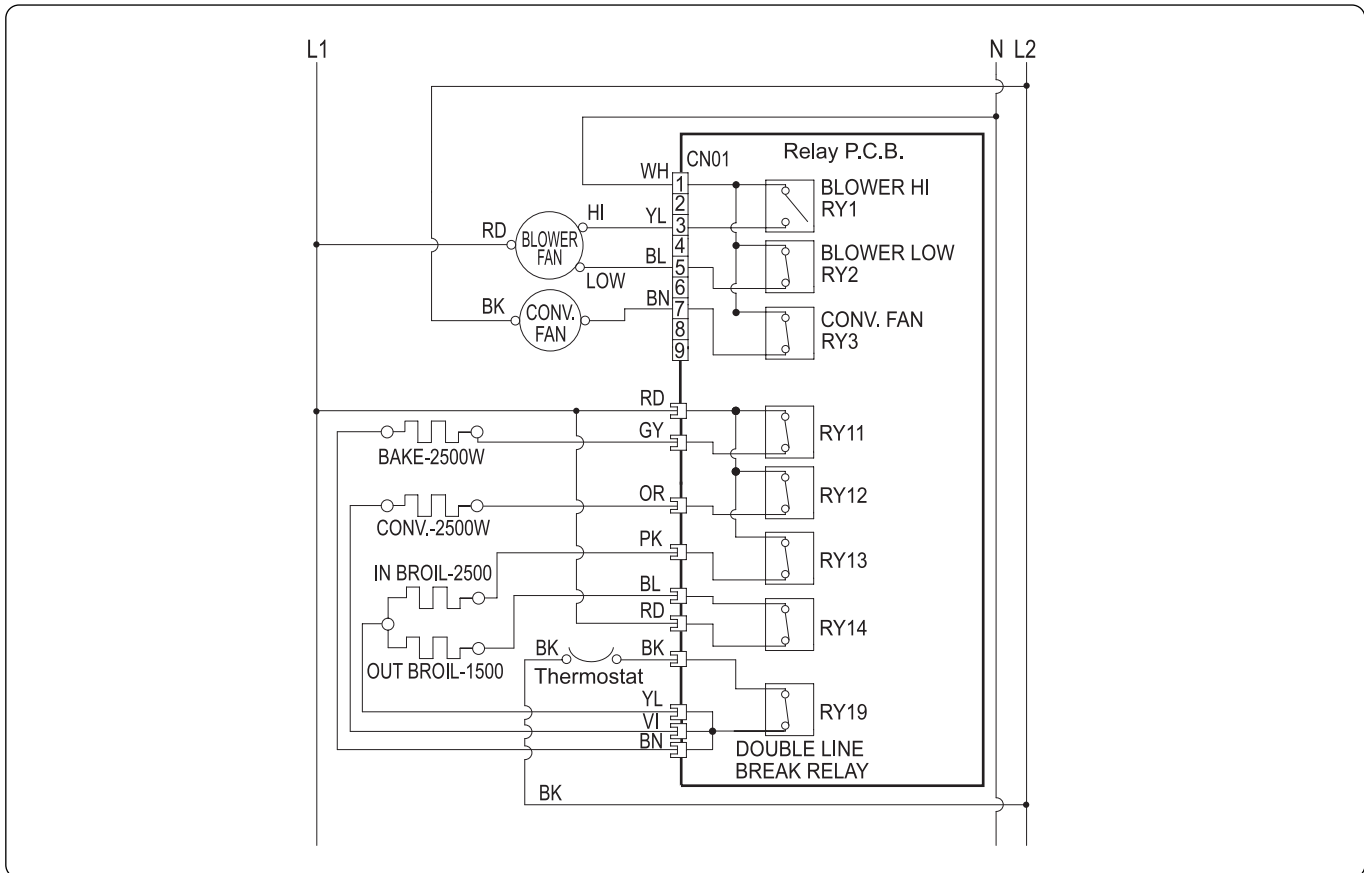 L1
N L2
Relay P.C.B.
CN01
WH
1
2
3
4
5
6
7
8
9
BLOWER HI
RY1
HI
YL
RD
BLOWER
FAN
BL
LOW
BLOWER LOW
RY2
BN
BK
CONV.
FAN
CONV. FAN
RY3
RD
GY
RY11
BAKE-2500W
OR
RY12
CONV.-2500W
PK
RY13
IN BROIL-2500
BL
RD
RY14
OUT BROIL-1500
BK
BK
Thermostat
YL
VI
BN
RY19
DOUBLE LINE
BREAK RELAY
BK